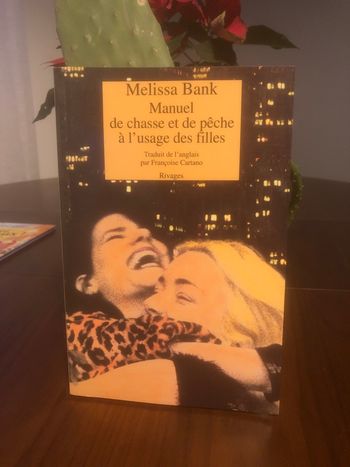 Melissa Bank
Manuel
de chasse et de pêche
à l'usage des filles
Traduit de l'anglais
par Françoise Cartano
Rivages